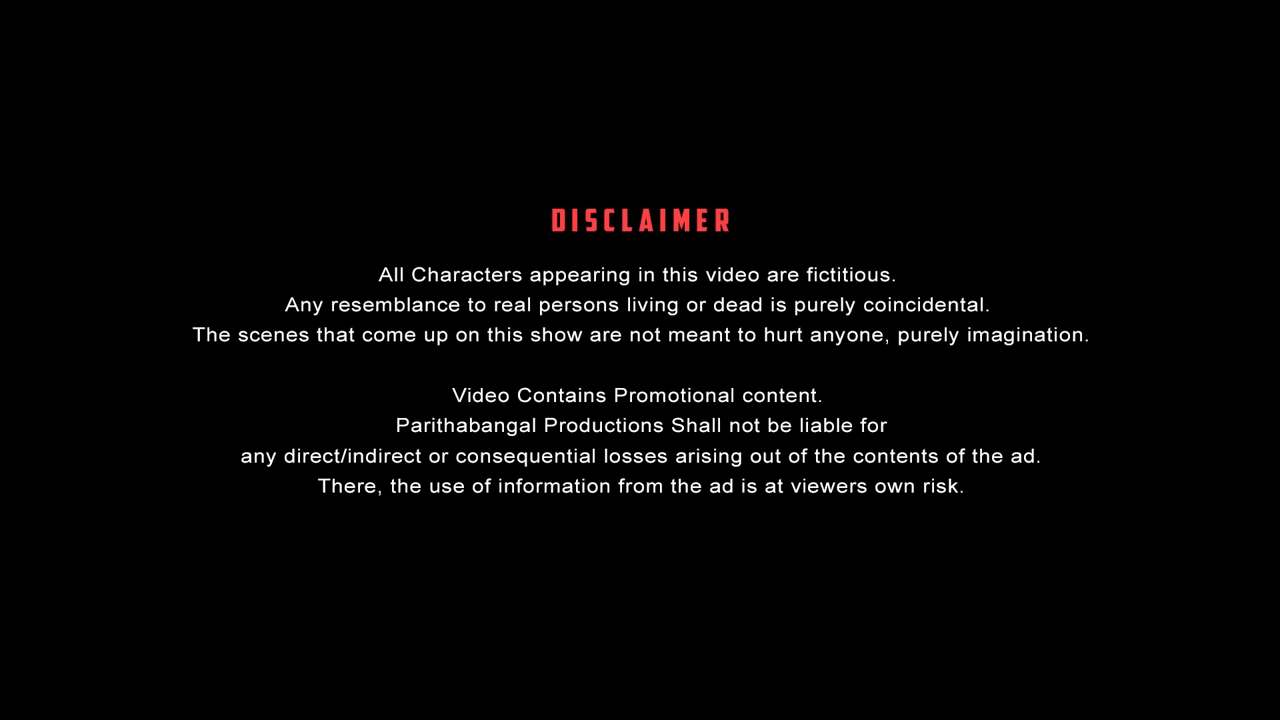 DISCLAIMER
All Characters appearing in this video are fictitious.
Any resemblance to real persons living or dead is purely coincidental.
The scenes that come up on this show are not meant to hurt anyone, purely imagination.
Video Contains Promotional content.
Parithabangal Productions Shall not be liable for
any direct/indirect or consequential losses arising out of the contents of the ad.
There, the use of information from the ad is at viewers own risk.